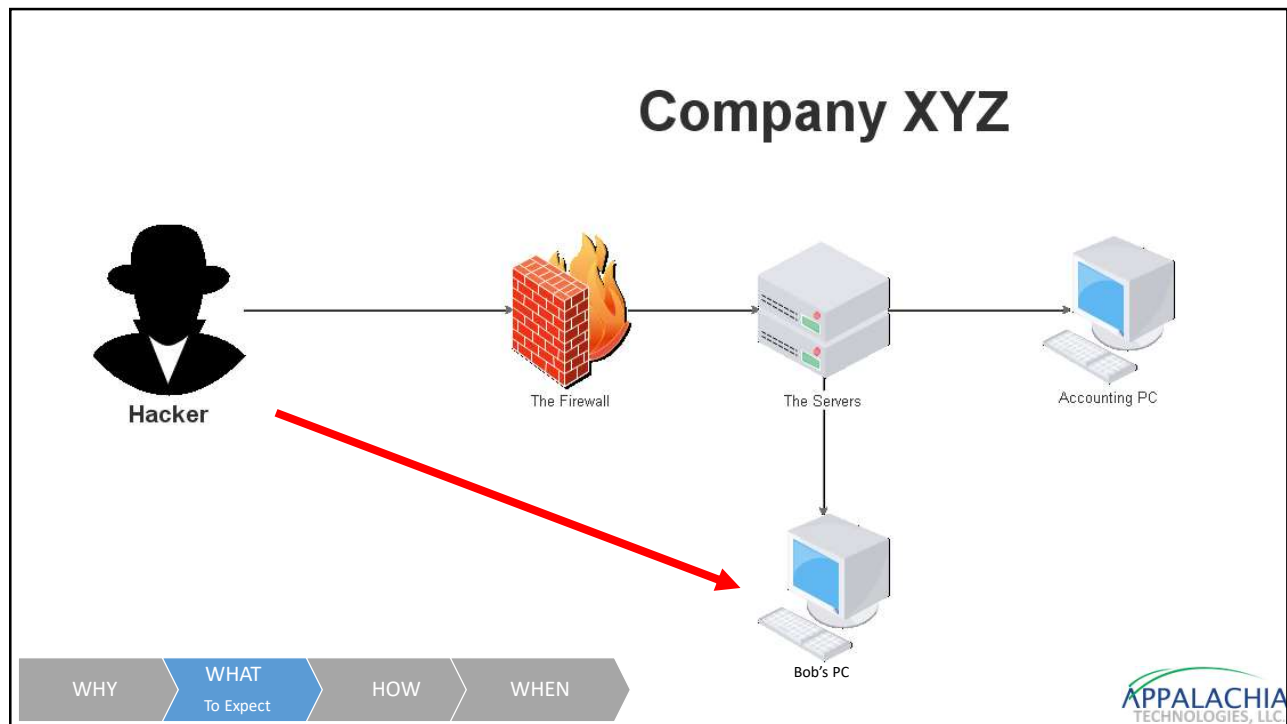 Company XYZ
Hacker
The Firewall
The Servers
Accounting PC
Bob's PC
WHY
WHAT
To Expect
HOW
WHEN
APPALACHIA
TECHNOLOGIES, LLC